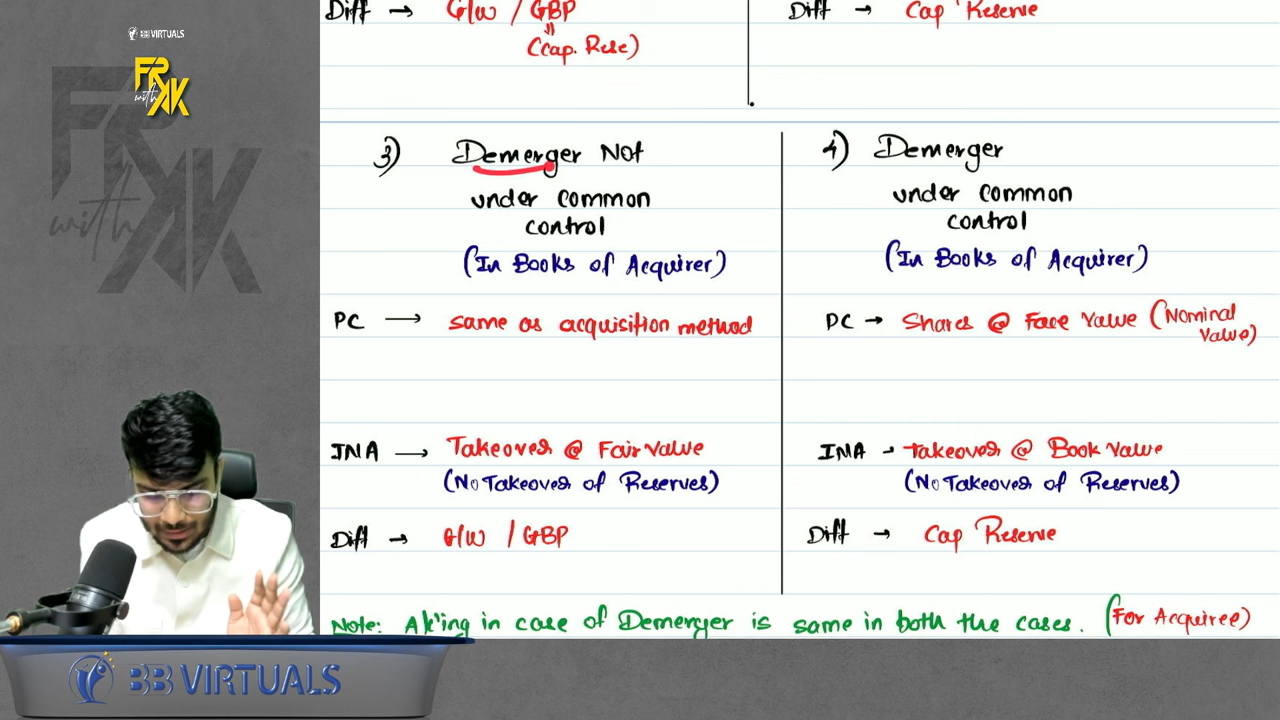 BB VIRTUALS
FR
with
AK
FR
with
AK
Diff → G/W / GBP
(Cap. Rese)
Diff → Cap Reserve
3) Demerger Not
under common
control
(In Books of Acquirer)
PC → same as acquisition method
INA → Takeover @ Fair value
(No Takeover of Reserves)
Diff → G/W / GBP
4) Demerger
under common
control
(In Books of Acquirer)
PC → Shares @ Face Value (Nominal
Value)
INA → Takeover @ Book Value
(No Takeover of Reserves)
Diff → Cap Reserve
Note: A/c'ing in case of Demerger is same in both the cases. (For Acquiree)
BB VIRTUALS